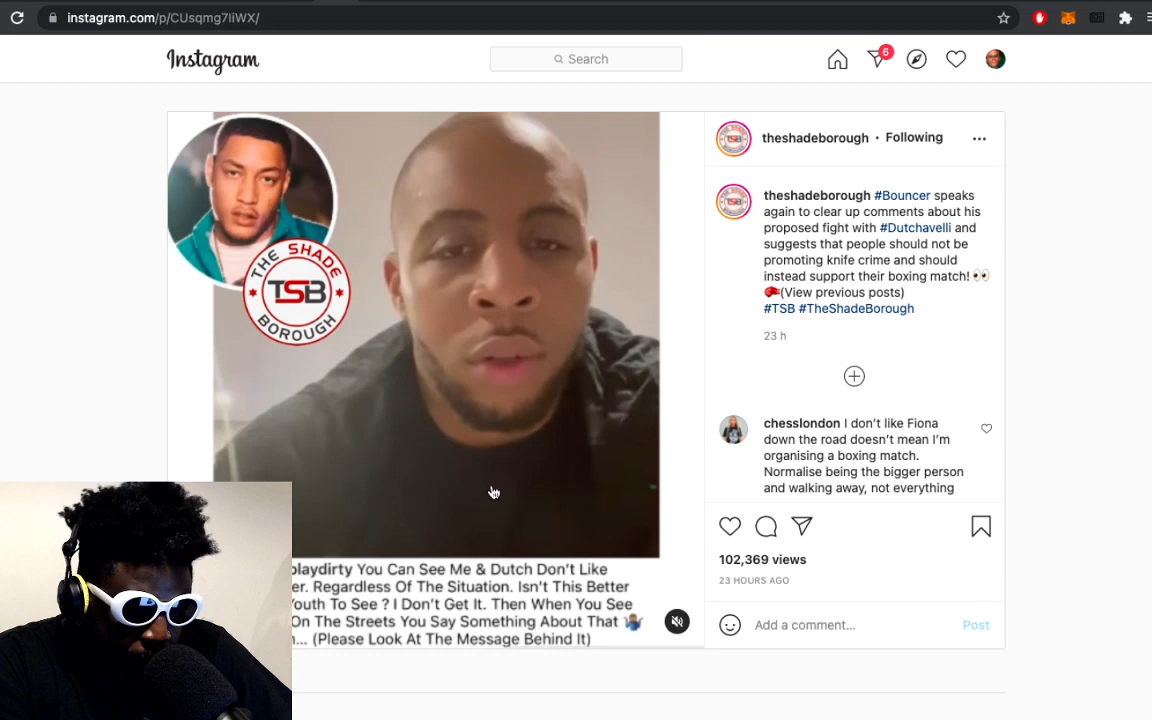 instagram.com/p/CUsqmg7IiWX/
Instagram
Search
6
THE SHADE
TSB
BOROUGH
theshadeborough • Following
theshadeborough #Bouncer speaks
again to clear up comments about his
proposed fight with #Dutchavelli and
suggests that people should not be
promoting knife crime and should
instead support their boxing match! 👀
🥊(View previous posts)
#TSB #TheShadeBorough
23 h
chesslondon I don't like Fiona
down the road doesn't mean I'm
organising a boxing match.
Normalise being the bigger person
and walking away, not everything
102,369 views
23 HOURS AGO
Add a comment... Post
playdirty You Can See Me & Dutch Don't Like
er. Regardless Of The Situation. Isn't This Better
outh To See ? I Don't Get It. Then When You See
On The Streets You Say Something About That 🤷🏾‍♂️
... (Please Look At The Message Behind It)